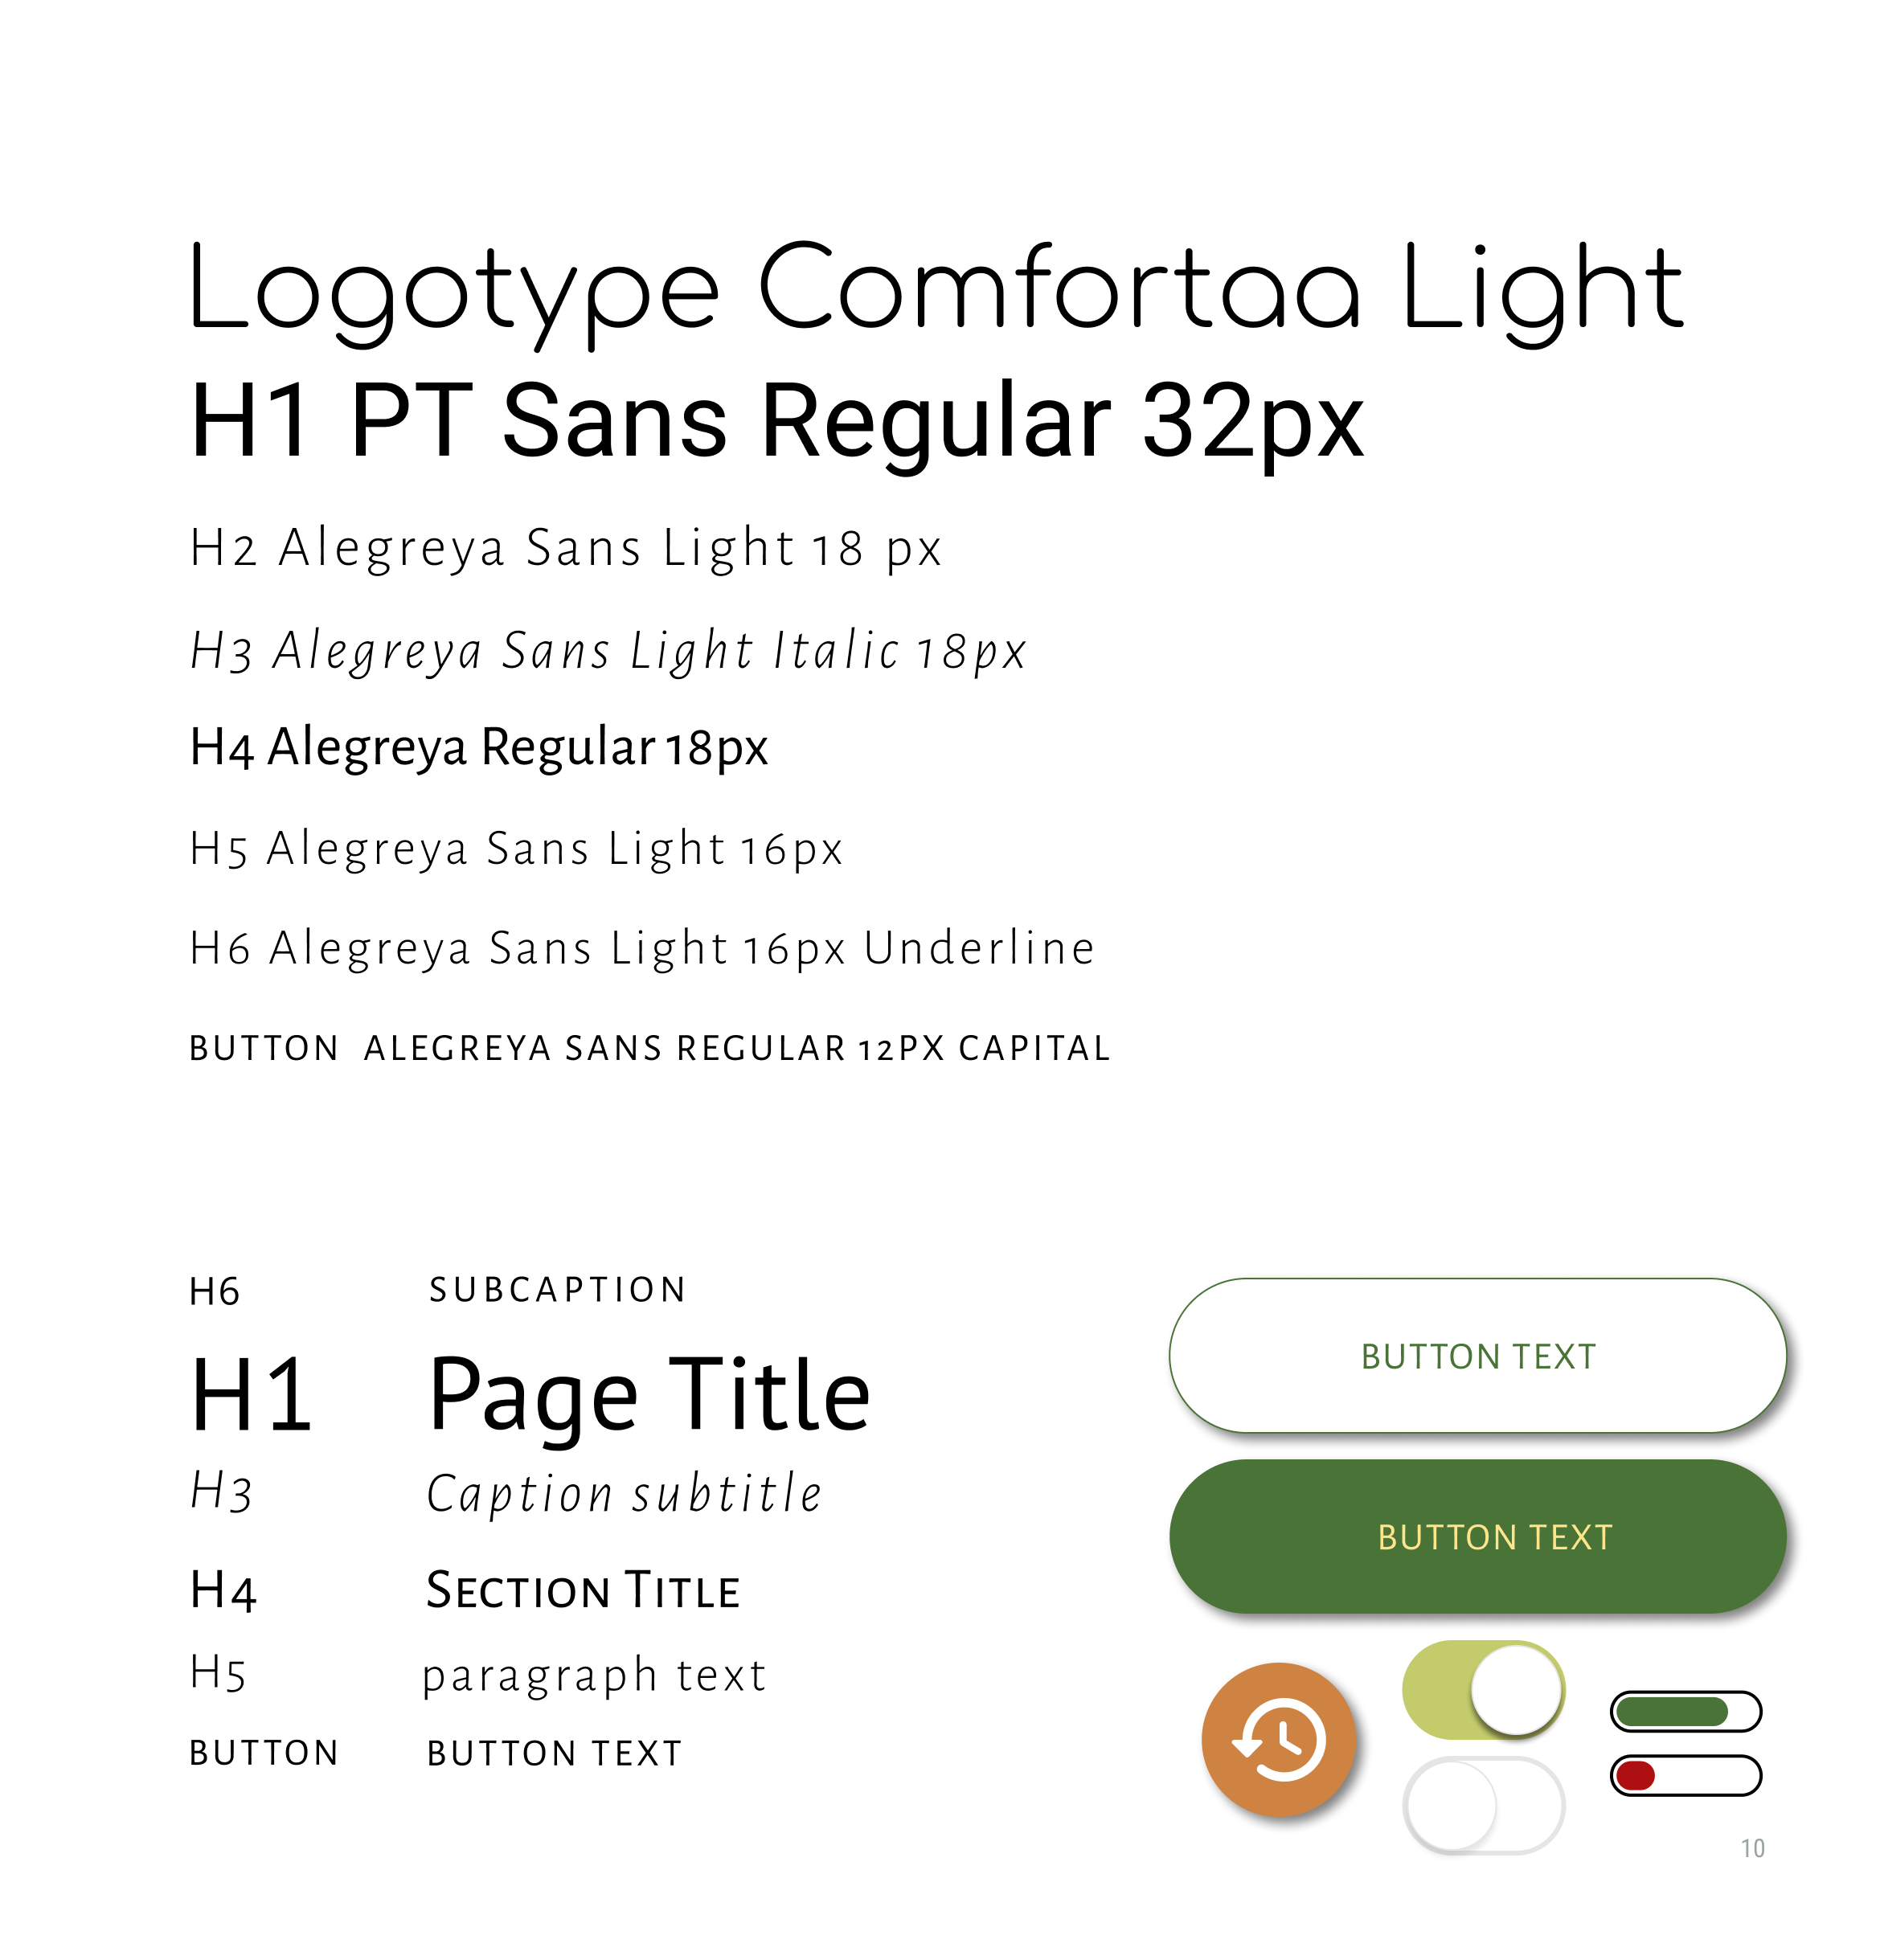 Logotype Comfortaa Light
H1 PT Sans Regular 32px
H2 Alegreya Sans Light 18 px
H3 Alegreya Sans Light Italic 18px
H4 Alegreya Regular 18px
H5 Alegreya Sans Light 16px
H6 Alegreya Sans Light 16px Underline
BUTTON ALEGREYA SANS REGULAR 12PX CAPITAL
H6 SUBCAPTION
H1 Page Title
H3 Caption subtitle
H4 Section Title
H5 paragraph text
BUTTON BUTTON TEXT
BUTTON TEXT
BUTTON TEXT
10